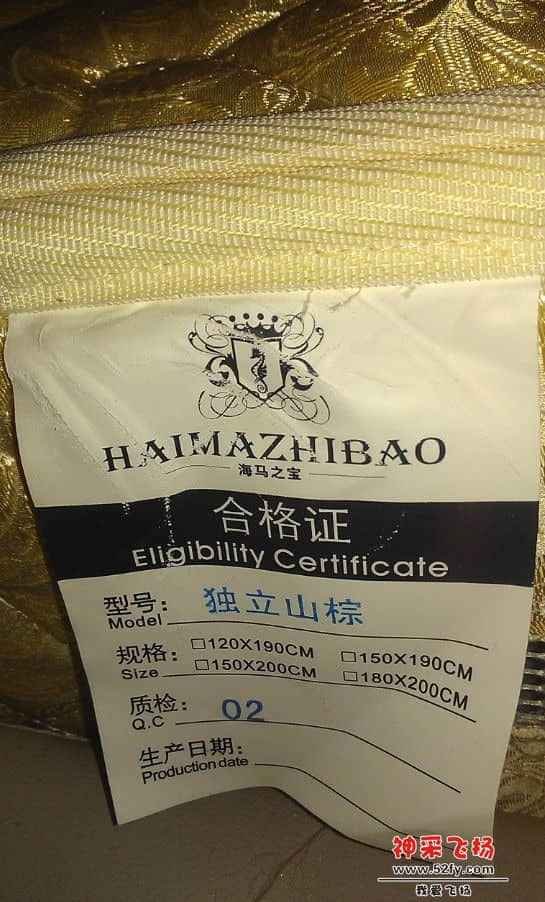 HAIMAZHIBAO
海马之宝
合格证
Eligibility Certificate
型号： 独立山棕
Model
规格： □120X190CM □150X190CM
Size □150X200CM □180X200CM
质检： 02
Q.C
生产日期：
Production date
神采飞扬
www.52fy.com
我爱飞扬